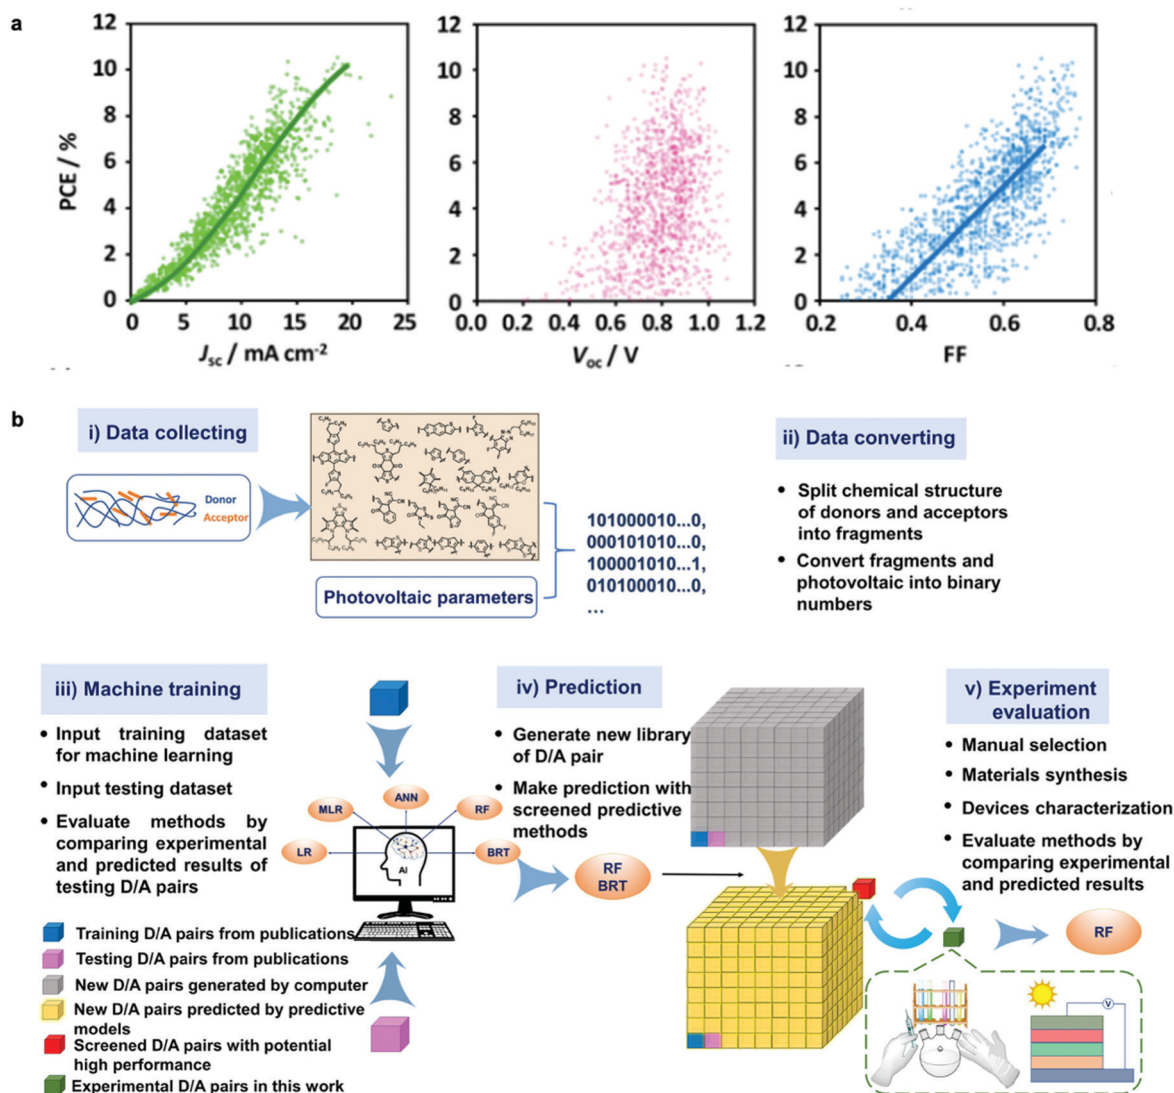 a
12
10
8
6
4
2
0
PCE / %
0 5 10 15 20 25
Jsc / mA cm-2
12
10
8
6
4
2
0
0.0 0.2 0.4 0.6 0.8 1.0 1.2
Voc / V
12
10
8
6
4
2
0
0.2 0.4 0.6 0.8
FF
b
i) Data collecting
Donor
Acceptor
Photovoltaic parameters
101000010...0,
000101010...0,
100001010...1,
010100010...0,
...
ii) Data converting
• Split chemical structure
of donors and acceptors
into fragments
• Convert fragments and
photovoltaic into binary
numbers
iii) Machine training
• Input training dataset
for machine learning
• Input testing dataset
• Evaluate methods by
comparing experimental
and predicted results of
testing D/A pairs
LR
MLR
ANN
RF
BRT
AI
iv) Prediction
• Generate new library
of D/A pair
• Make prediction with
screened predictive
methods
RF
BRT
v) Experiment
evaluation
• Manual selection
• Materials synthesis
• Devices characterization
• Evaluate methods by
comparing experimental
and predicted results
RF
V
Training D/A pairs from publications
Testing D/A pairs from publications
New D/A pairs generated by computer
New D/A pairs predicted by predictive
models
Screened D/A pairs with potential
high performance
Experimental D/A pairs in this work